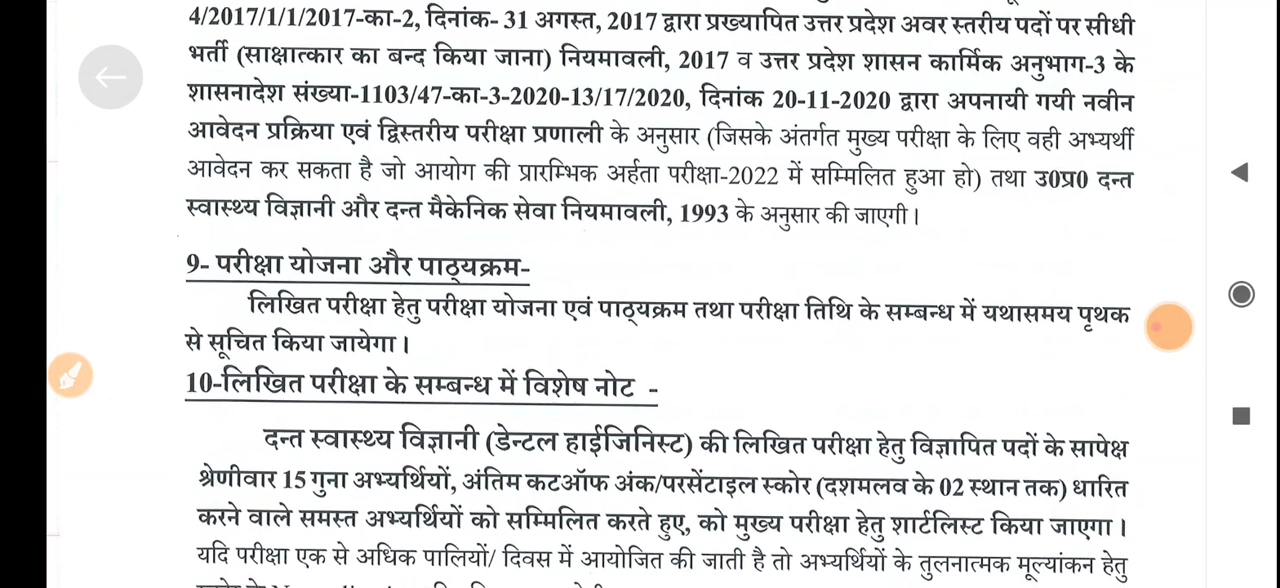 4/2017/1/1/2017-का-2, दिनांक- 31 अगस्त, 2017 द्वारा प्रख्यापित उत्तर प्रदेश अवर स्तरीय पदों पर सीधी
भर्ती (साक्षात्कार का बन्द किया जाना) नियमावली, 2017 व उत्तर प्रदेश शासन कार्मिक अनुभाग-3 के
शासनादेश संख्या-1103/47-का-3-2020-13/17/2020, दिनांक 20-11-2020 द्वारा अपनायी गयी नवीन
आवेदन प्रक्रिया एवं द्विस्तरीय परीक्षा प्रणाली के अनुसार (जिसके अंतर्गत मुख्य परीक्षा के लिए वही अभ्यर्थी
आवेदन कर सकता है जो आयोग की प्रारम्भिक अर्हता परीक्षा-2022 में सम्मिलित हुआ हो) तथा उ0प्र0 दन्त
स्वास्थ्य विज्ञानी और दन्त मैकेनिक सेवा नियमावली, 1993 के अनुसार की जाएगी।
9- परीक्षा योजना और पाठ्यक्रम-
लिखित परीक्षा हेतु परीक्षा योजना एवं पाठ्यक्रम तथा परीक्षा तिथि के सम्बन्ध में यथासमय पृथक
से सूचित किया जायेगा।
10-लिखित परीक्षा के सम्बन्ध में विशेष नोट -
दन्त स्वास्थ्य विज्ञानी (डेन्टल हाईजिनिस्ट) की लिखित परीक्षा हेतु विज्ञापित पदों के सापेक्ष
श्रेणीवार 15 गुना अभ्यर्थियों, अंतिम कटऑफ अंक/परसेंटाइल स्कोर (दशमलव के 02 स्थान तक) धारित
करने वाले समस्त अभ्यर्थियों को सम्मिलित करते हुए, को मुख्य परीक्षा हेतु शार्टलिस्ट किया जाएगा।
यदि परीक्षा एक से अधिक पालियों/ दिवस में आयोजित की जाती है तो अभ्यर्थियों के तुलनात्मक मूल्यांकन हेतु